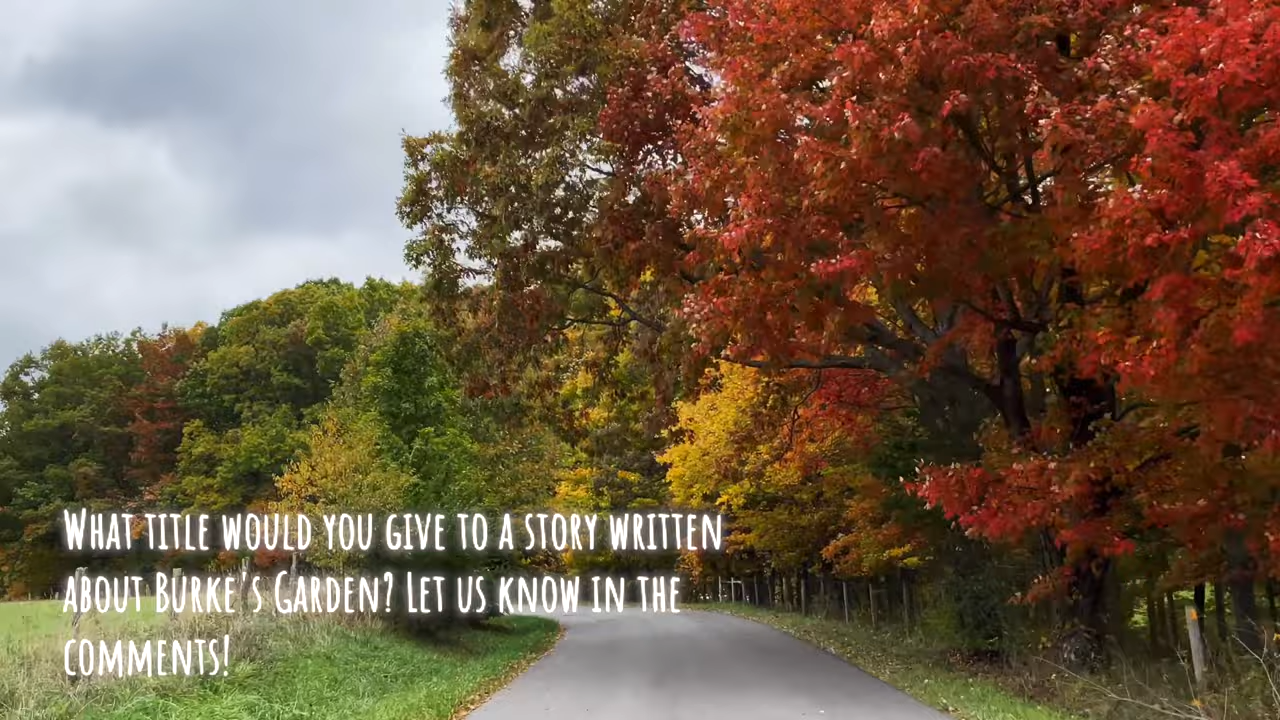 What title would you give to a story written
about Burke's Garden? Let us know in the
comments!